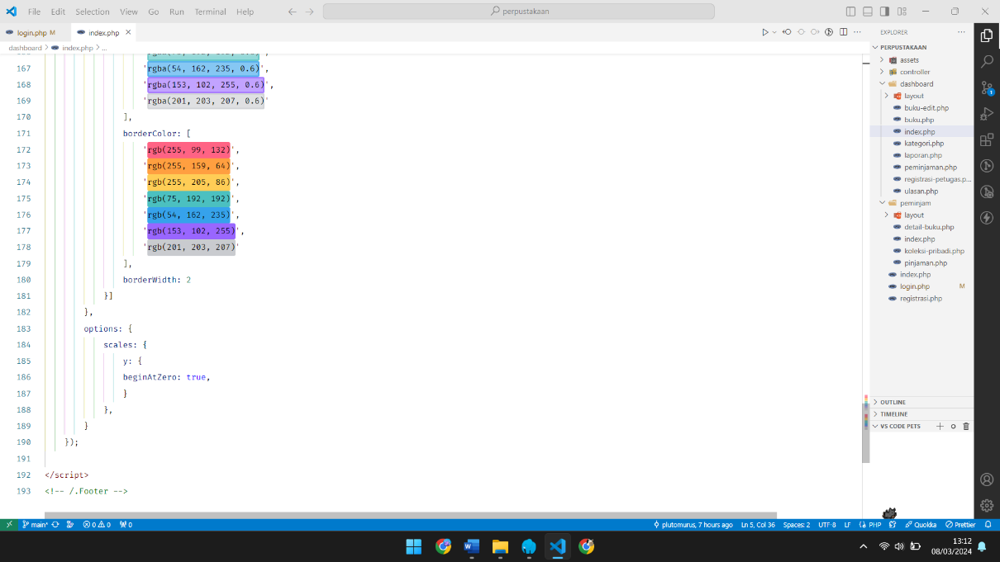 File Edit Selection View Go Run Terminal Help
perpustakaan
login.php M
index.php
dashboard > index.php > ...
167 'rgba(54, 162, 235, 0.6)',
168 'rgba(153, 102, 255, 0.6)',
169 'rgba(201, 203, 207, 0.6)'
170 ],
171 borderColor: [
172 'rgb(255, 99, 132)',
173 'rgb(255, 159, 64)',
174 'rgb(255, 205, 86)',
175 'rgb(75, 192, 192)',
176 'rgb(54, 162, 235)',
177 'rgb(153, 102, 255)',
178 'rgb(201, 203, 207)'
179 ],
180 borderWidth: 2
181 }]
182 },
183 options: {
184 scales: {
185 y: {
186 beginAtZero: true,
187 }
188 },
189 }
190 });
191
192 </script>
193 <!-- /.Footer -->
EXPLORER
PERPUSTAKAAN
assets
controller
dashboard
layout
buku-edit.php
buku.php
index.php
kategori.php
laporan.php
peminjaman.php
registrasi-petugas.p...
ulasan.php
peminjam
layout
detail-buku.php
index.php
koleksi-pribadi.php
pinjaman.php
index.php
login.php M
registrasi.php
OUTLINE
TIMELINE
VS CODE PETS
1
main* 0 0 0
plutomurus, 7 hours ago Ln 5, Col 36 Spaces: 2 UTF-8 LF PHP Quokka Prettier
13:12
08/03/2024